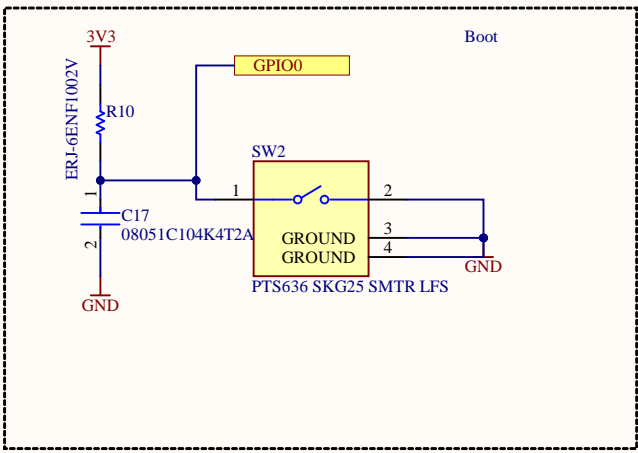 3V3
Boot
GPIO0
ERJ-6ENF1002V
R10
SW2
1
2
1
C17
2
08051C104K4T2A
GROUND
3
GROUND
4
GND
GND
PTS636 SKG25 SMTR LFS